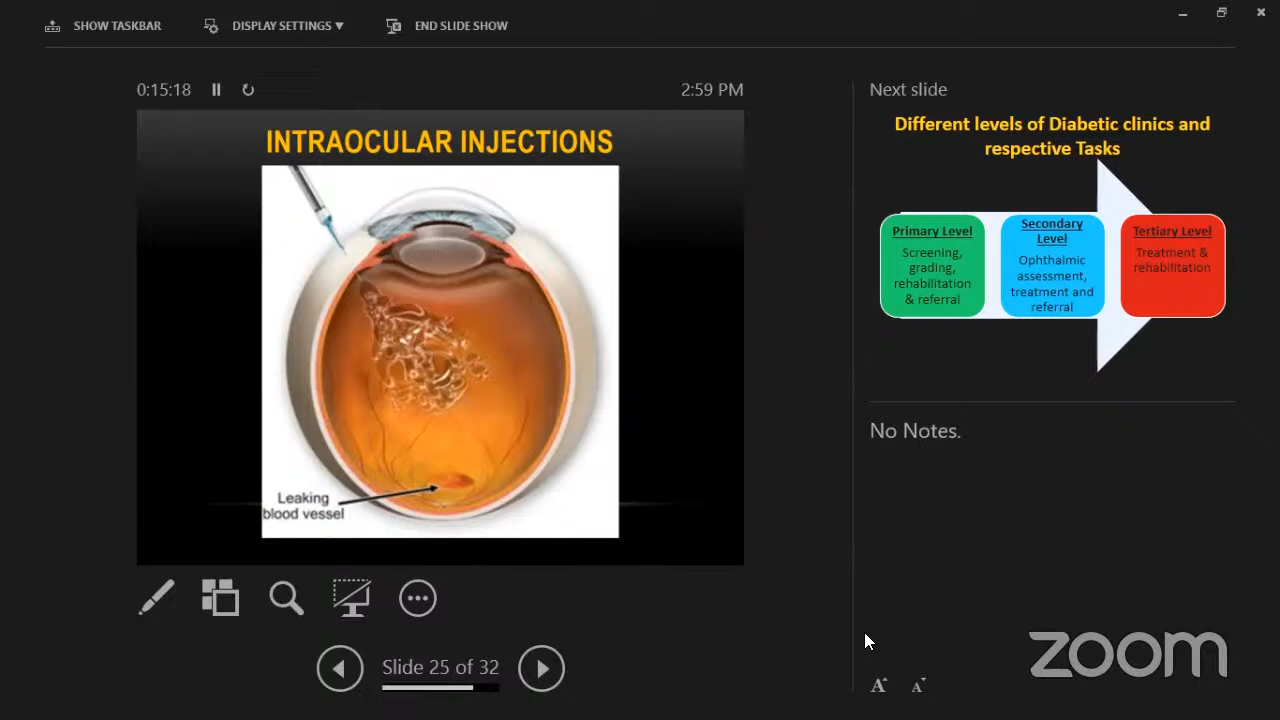 SHOW TASKBAR DISPLAY SETTINGS ▼ END SLIDE SHOW
0:15:18
2:59 PM
INTRAOCULAR INJECTIONS
Leaking
blood vessel
Slide 25 of 32
Next slide
Different levels of Diabetic clinics and
respective Tasks
Primary Level
Screening,
grading,
rehabilitation
& referral
Secondary
Level
Ophthalmic
assessment,
treatment and
referral
Tertiary Level
Treatment &
rehabilitation
No Notes.
A A
zoom